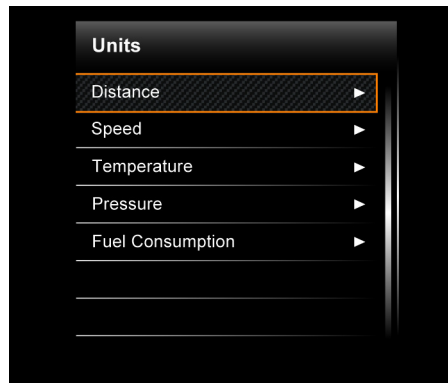 Units
Distance
Speed
Temperature
Pressure
Fuel Consumption